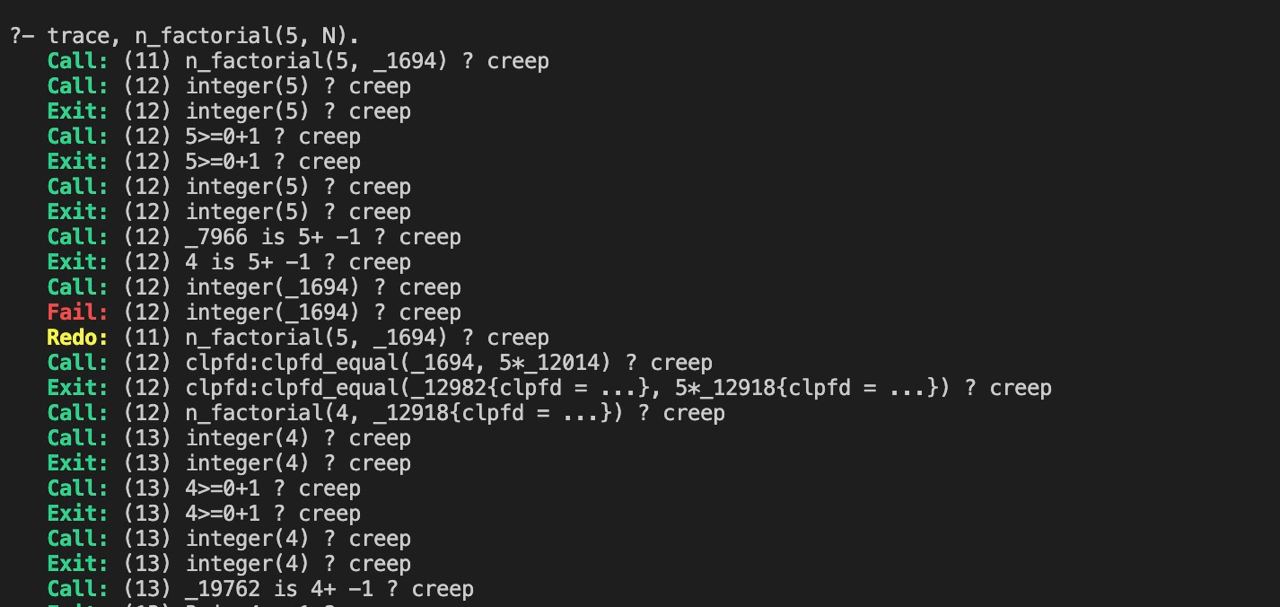 ?- trace, n_factorial(5, N).
Call: (11) n_factorial(5, _1694) ? creep
Call: (12) integer(5) ? creep
Exit: (12) integer(5) ? creep
Call: (12) 5>=0+1 ? creep
Exit: (12) 5>=0+1 ? creep
Call: (12) integer(5) ? creep
Exit: (12) integer(5) ? creep
Call: (12) _7966 is 5+ -1 ? creep
Exit: (12) 4 is 5+ -1 ? creep
Call: (12) integer(_1694) ? creep
Fail: (12) integer(_1694) ? creep
Redo: (11) n_factorial(5, _1694) ? creep
Call: (12) clpfd:clpfd_equal(_1694, 5*_12014) ? creep
Exit: (12) clpfd:clpfd_equal(_12982{clpfd = ...}, 5*_12918{clpfd = ...}) ? creep
Call: (12) n_factorial(4, _12918{clpfd = ...}) ? creep
Call: (13) integer(4) ? creep
Exit: (13) integer(4) ? creep
Call: (13) 4>=0+1 ? creep
Exit: (13) 4>=0+1 ? creep
Call: (13) integer(4) ? creep
Exit: (13) integer(4) ? creep
Call: (13) _19762 is 4+ -1 ? creep